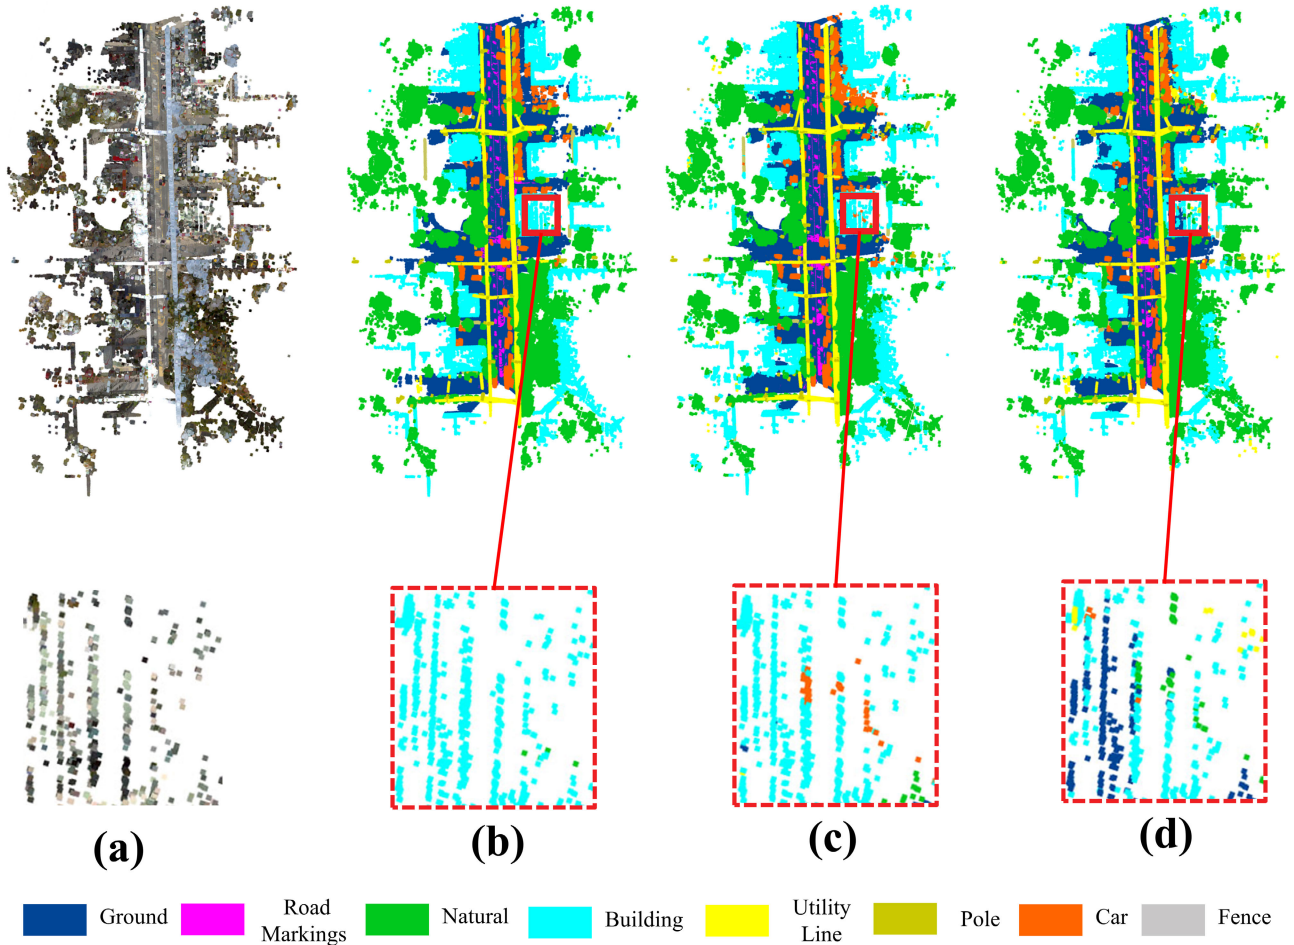 (a)
(b)
(c)
(d)
Ground
Road
Markings
Natural
Building
Utility
Line
Pole
Car
Fence